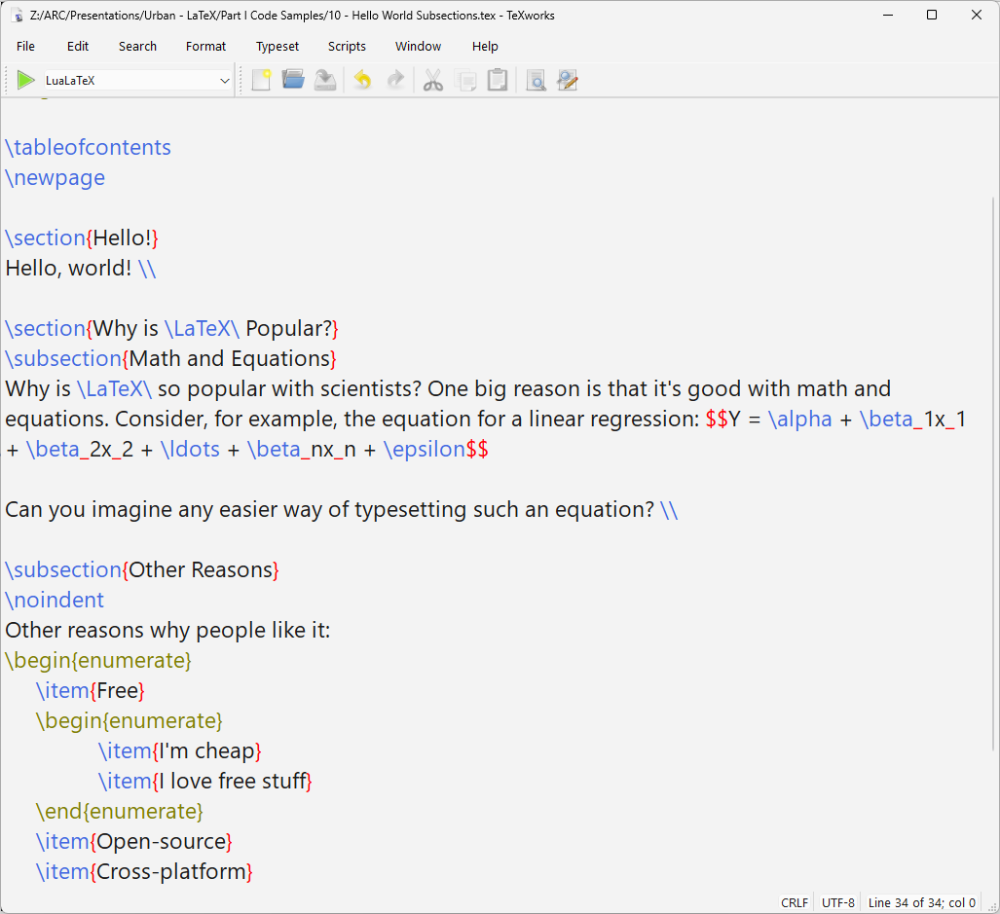 Z:/ARC/Presentations/Urban - LaTeX/Part I Code Samples/10 - Hello World Subsections.tex - TeXworks
File Edit Search Format Typeset Scripts Window Help
LuaLaTeX
\tableofcontents
\newpage
\section{Hello!}
Hello, world! \\
\section{Why is \LaTeX\ Popular?}
\subsection{Math and Equations}
Why is \LaTeX\ so popular with scientists? One big reason is that it's good with math and
equations. Consider, for example, the equation for a linear regression: $$Y = \alpha + \beta_1x_1
+ \beta_2x_2 + \ldots + \beta_nx_n + \epsilon$$
Can you imagine any easier way of typesetting such an equation? \\
\subsection{Other Reasons}
\noindent
Other reasons why people like it:
\begin{enumerate}
\item{Free}
\begin{enumerate}
\item{I'm cheap}
\item{I love free stuff}
\end{enumerate}
\item{Open-source}
\item{Cross-platform}
CRLF UTF-8 Line 34 of 34; col 0